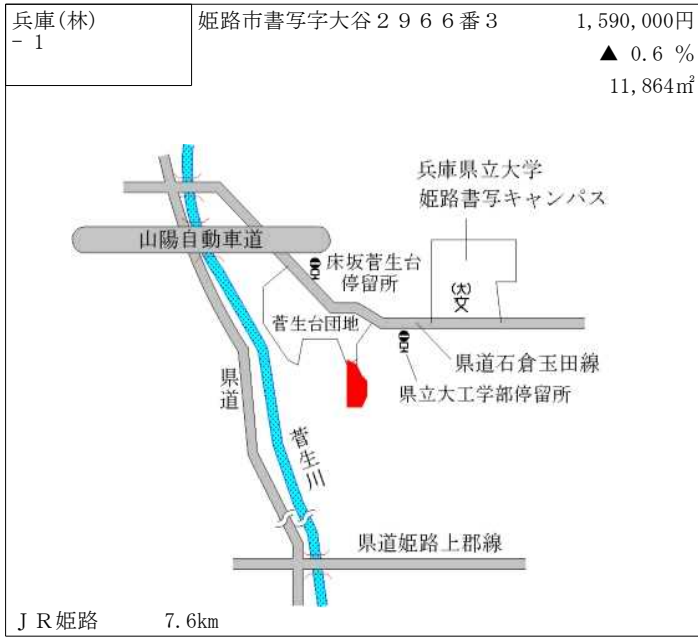 兵庫(林)
- 1
姫路市書写字大谷２９６６番３
1,590,000円
▲ 0.6 %
11,864㎡
兵庫県立大学
姫路書写キャンパス
山陽自動車道
床坂菅生台
停留所
(大)
文
菅生台団地
県道石倉玉田線
県道
県立大工学部停留所
菅生川
県道姫路上郡線
ＪＲ姫路 7.6km